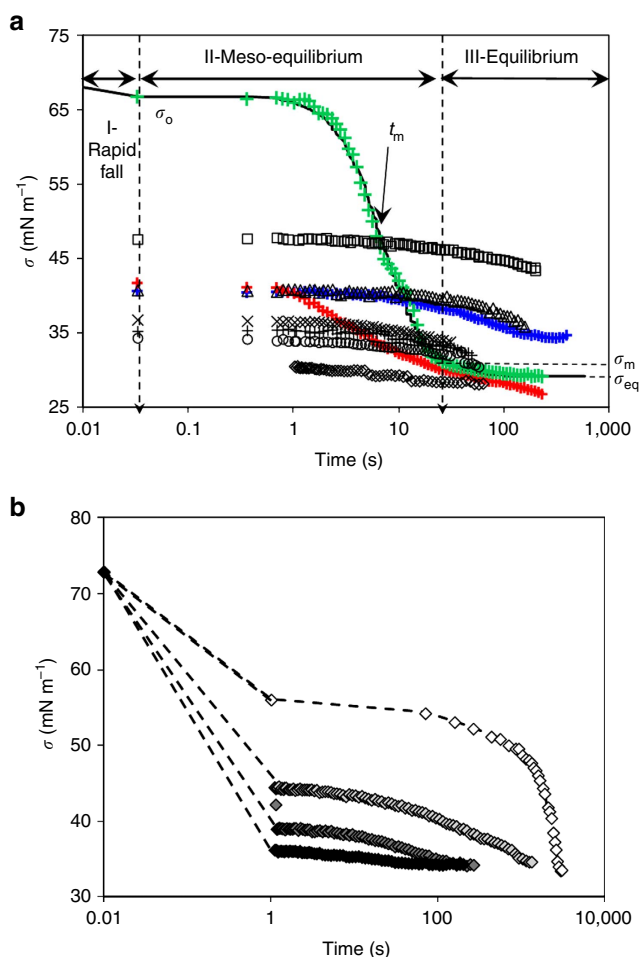 a
75
65
55
45
35
25
σ (mN m⁻¹)
II-Meso-equilibrium
III-Equilibrium
I-
Rapid
fall
σo
tm
σm
σeq
0.01
0.1
1
10
100
1,000
Time (s)
b
80
70
60
50
40
30
σ (mN m⁻¹)
0.01
1
100
10,000
Time (s)